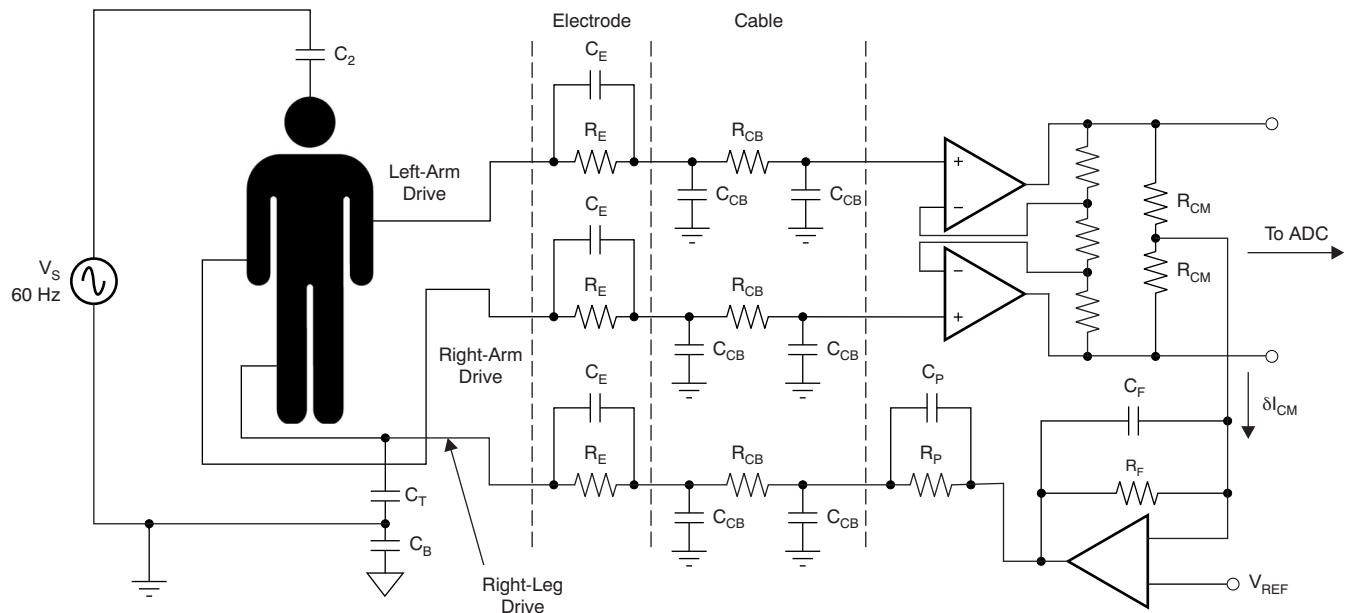 Electrode
Cable
C2
CE
RE
RCB
CCB
CCB
Left-Arm
Drive
VS
60 Hz
+
−
RCM
RCM
To ADC
−
+
CE
RE
RCB
CCB
CCB
Right-Arm
Drive
CE
RE
RCB
CCB
CCB
CP
RP
CF
δICM
RF
CT
CB
VREF
Right-Leg
Drive